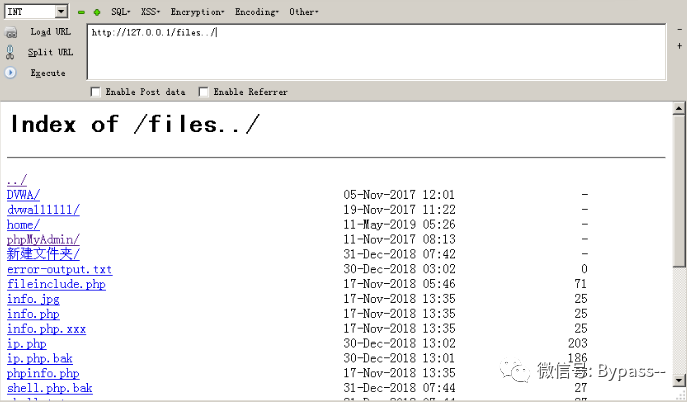 INT SQL▾ XSS▾ Encryption▾ Encoding▾ Other▾
Load URL http://127.0.0.1/files../
Split URL
Execute
Enable Post data Enable Referrer
Index of /files../
../
DVWA/ 05-Nov-2017 12:01 -
dvwa111111/ 19-Nov-2017 11:22 -
home/ 11-May-2019 05:26 -
phpMyAdmin/ 11-Nov-2017 08:13 -
新建文件夹/ 31-Dec-2018 07:42 -
error-output.txt 30-Dec-2018 03:02 0
fileinclude.php 17-Nov-2018 05:46 71
info.jpg 17-Nov-2018 13:35 25
info.php 17-Nov-2018 13:35 25
info.php.xxx 17-Nov-2018 13:35 25
ip.php 30-Dec-2018 13:02 203
ip.php.bak 30-Dec-2018 13:01 186
phpinfo.php 17-Nov-2018 13:35
shell.php.bak 31-Dec-2018 07:44 27
微信号: Bypass--